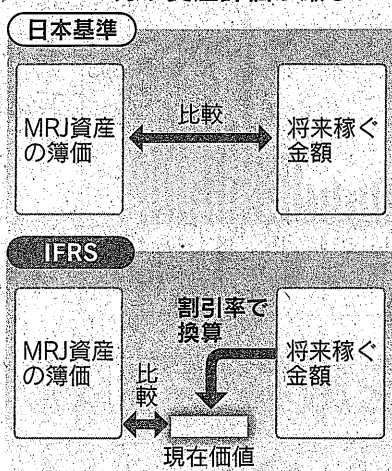 日本基準
MRJ資産
の簿価
比較
将来稼ぐ
金額
IFRS
MRJ資産
の簿価
比較
割引率で
換算
将来稼ぐ
金額
現在価値